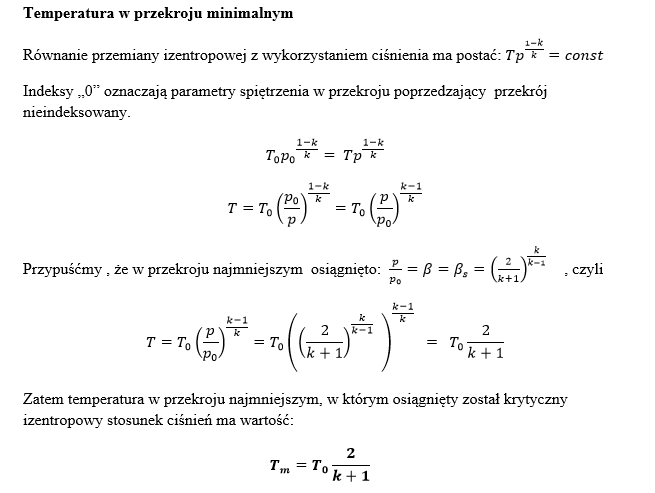 Temperatura w przekroju minimalnym
Równanie przemiany izentropowej z wykorzystaniem ciśnienia ma postać: $Tp^{\frac{1-k}{k}} = const$
Indeksy „0” oznaczają parametry spiętrzenia w przekroju poprzedzający przekrój
nieindeksowany.
$T_0 p_0^{\frac{1-k}{k}} = Tp^{\frac{1-k}{k}}$
$T = T_0 \left(\frac{p_0}{p}\right)^{\frac{1-k}{k}} = T_0 \left(\frac{p}{p_0}\right)^{\frac{k-1}{k}}$
Przypuśćmy , że w przekroju najmniejszym osiągnięto: $\frac{p}{p_0} = \beta = \beta_s = \left(\frac{2}{k+1}\right)^{\frac{k}{k-1}}$ , czyli
$T = T_0 \left(\frac{p}{p_0}\right)^{\frac{k-1}{k}} = T_0 \left(\left(\frac{2}{k+1}\right)^{\frac{k}{k-1}}\right)^{\frac{k-1}{k}} = T_0 \frac{2}{k+1}$
Zatem temperatura w przekroju najmniejszym, w którym osiągnięty został krytyczny
izentropowy stosunek ciśnień ma wartość:
$T_m = T_0 \frac{2}{k+1}$